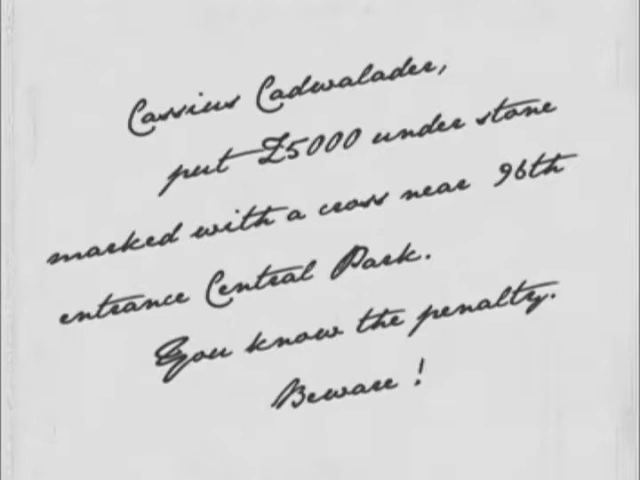 Cassius Cadwalader,
put £5000 under stone
marked with a cross near 96th
entrance Central Park.
You know the penalty.
Beware!